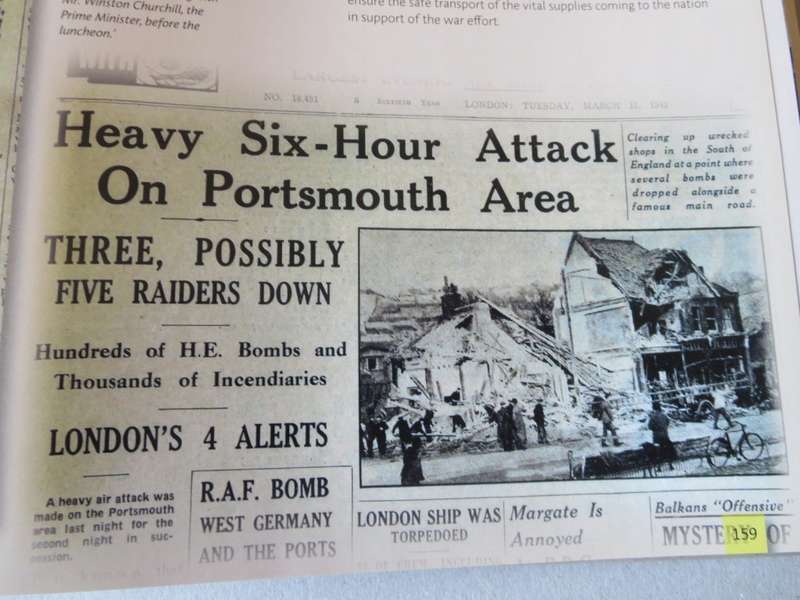 Mr. Winston Churchill, the
Prime Minister, before the
luncheon.'
ensure the safe transport of the vital supplies coming to the nation
in support of the war effort
NO. 18,451
SIXTIETH YEAR
LONDON: TUESDAY, MARCH 11, 1941
Heavy Six-Hour Attack
On Portsmouth Area
Clearing up wrecked
shops in the South of
England at a point where
several bombs were
dropped alongside a
famous main road.
THREE, POSSIBLY
FIVE RAIDERS DOWN
Hundreds of H.E. Bombs and
Thousands of Incendiaries
LONDON'S 4 ALERTS
A heavy air attack was
made on the Portsmouth
area last night for the
second night in suc-
cession.
R.A.F. BOMB
WEST GERMANY
AND THE PORTS
LONDON SHIP WAS
TORPEDOED
Margate Is
Annoyed
Balkans "Offensive"
OF
159